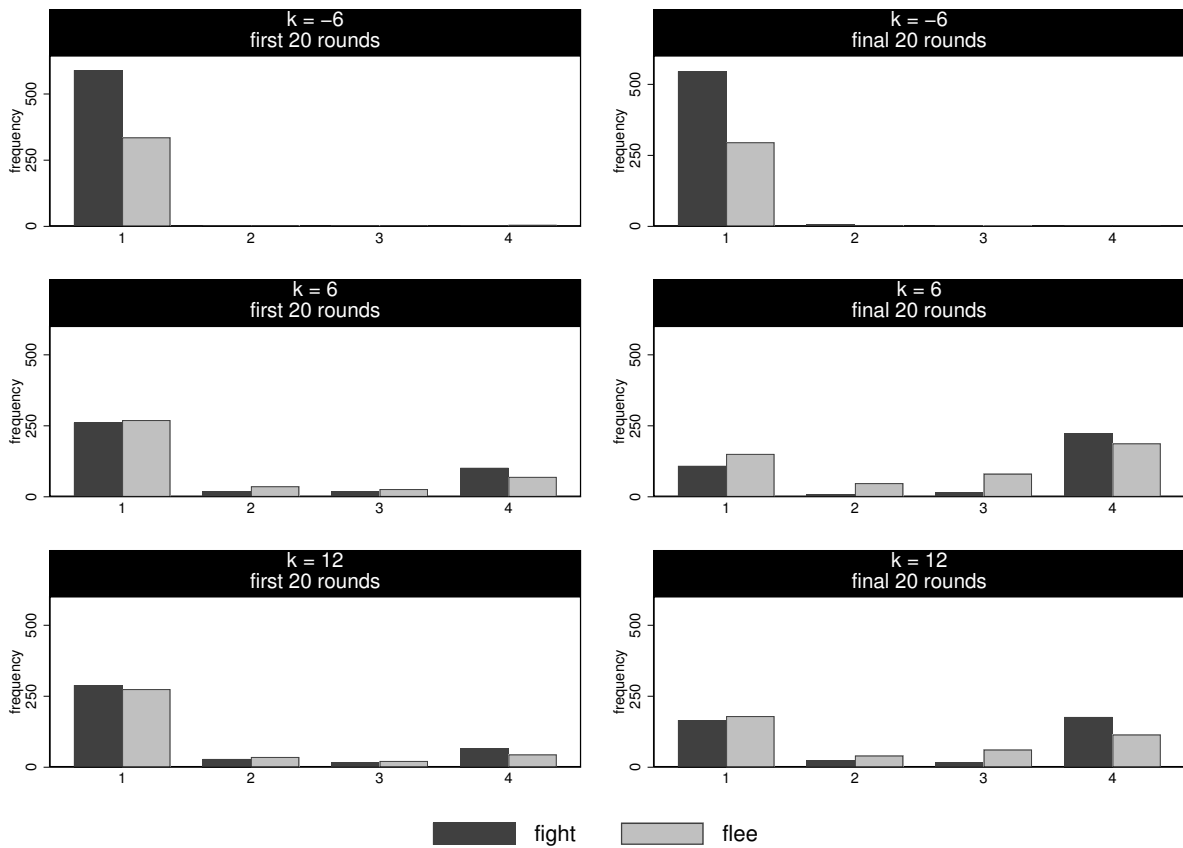 k = −6
first 20 rounds
k = −6
final 20 rounds
frequency
500
250
0
1 2 3 4
frequency
500
250
0
1 2 3 4
k = 6
first 20 rounds
k = 6
final 20 rounds
frequency
500
250
0
1 2 3 4
frequency
500
250
0
1 2 3 4
k = 12
first 20 rounds
k = 12
final 20 rounds
frequency
500
250
0
1 2 3 4
frequency
500
250
0
1 2 3 4
fight flee